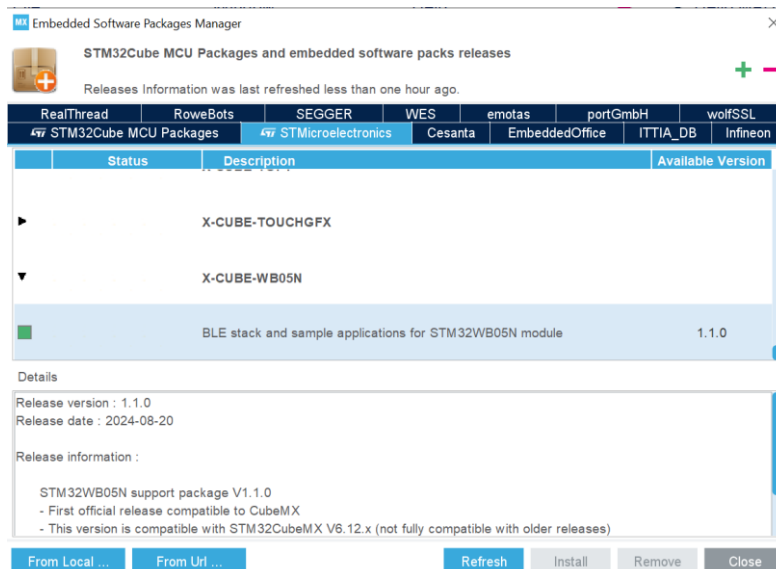 MX Embedded Software Packages Manager
STM32Cube MCU Packages and embedded software packs releases
Releases Information was last refreshed less than one hour ago.
RealThread RoweBots SEGGER WES emotas portGmbH wolfSSL
STM32Cube MCU Packages STMicroelectronics Cesanta EmbeddedOffice ITTIA_DB Infineon
Status Description Available Version
X-CUBE-TOUCHGFX
X-CUBE-WB05N
BLE stack and sample applications for STM32WB05N module 1.1.0
Details
Release version : 1.1.0
Release date : 2024-08-20
Release information :
STM32WB05N support package V1.1.0
- First official release compatible to CubeMX
- This version is compatible with STM32CubeMX V6.12.x (not fully compatible with older releases)
From Local ... From Url ... Refresh Install Remove Close